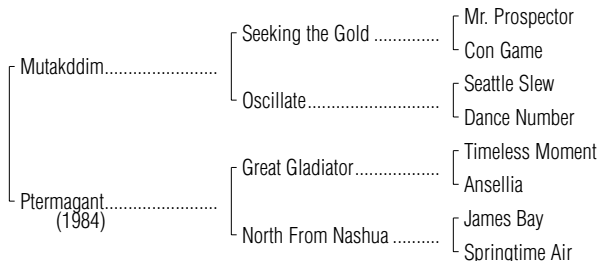 Mr. Prospector
Seeking the Gold ..............
Con Game
Mutakddim........................
Seattle Slew
Oscillate............................
Dance Number
Timeless Moment
Great Gladiator..................
Ansellia
Ptermagant........................
(1984)
James Bay
North From Nashua ..........
Springtime Air